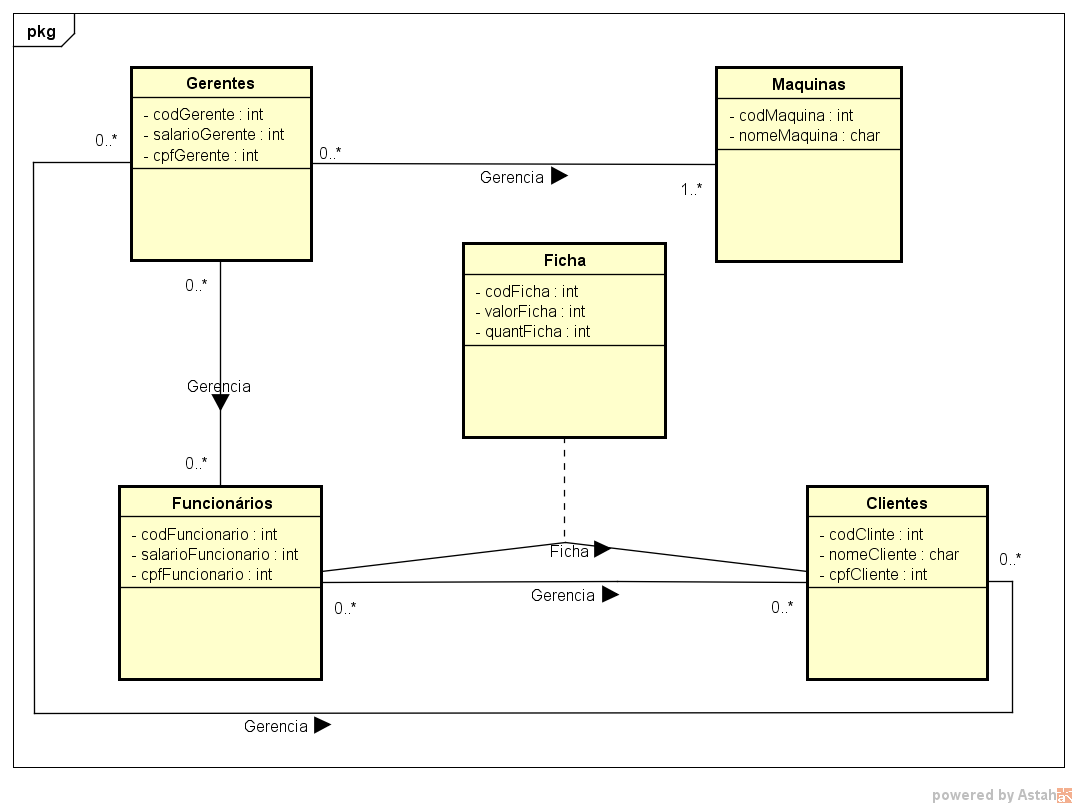 pkg
Gerentes
- codGerente : int
- salarioGerente : int
- cpfGerente : int
Maquinas
- codMaquina : int
- nomeMaquina : char
0..*
0..*
Gerencia
1..*
Ficha
- codFicha : int
- valorFicha : int
- quantFicha : int
0..*
Gerencia
0..*
Funcionários
- codFuncionario : int
- salarioFuncionario : int
- cpfFuncionario : int
Clientes
- codClinte : int
- nomeCliente : char
- cpfCliente : int
Ficha
0..*
Gerencia
0..*
0..*
Gerencia
powered by Astah